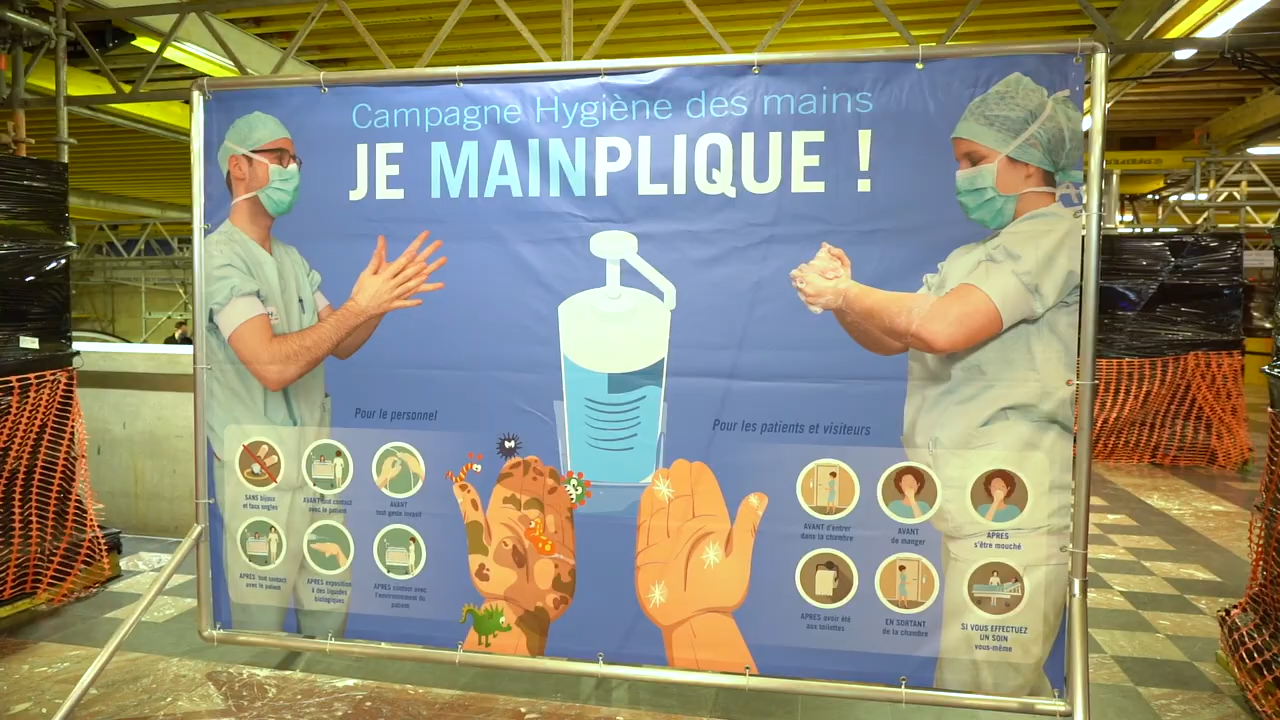 Campagne Hygiène des mains
JE MAINPLIQUE !
Pour le personnel
SANS bijoux
et faux ongles
AVANT tout contact
avec le patient
AVANT
tout geste invasif
APRES tout contact
avec le patient
APRES exposition
à des liquides
biologiques
APRES contact avec
l'environnement du
patient
Pour les patients et visiteurs
AVANT d'entrer
dans la chambre
AVANT
de manger
APRES
s'être mouché
APRES avoir été
aux toilettes
EN SORTANT
de la chambre
SI VOUS EFFECTUEZ
UN SOIN
vous-même